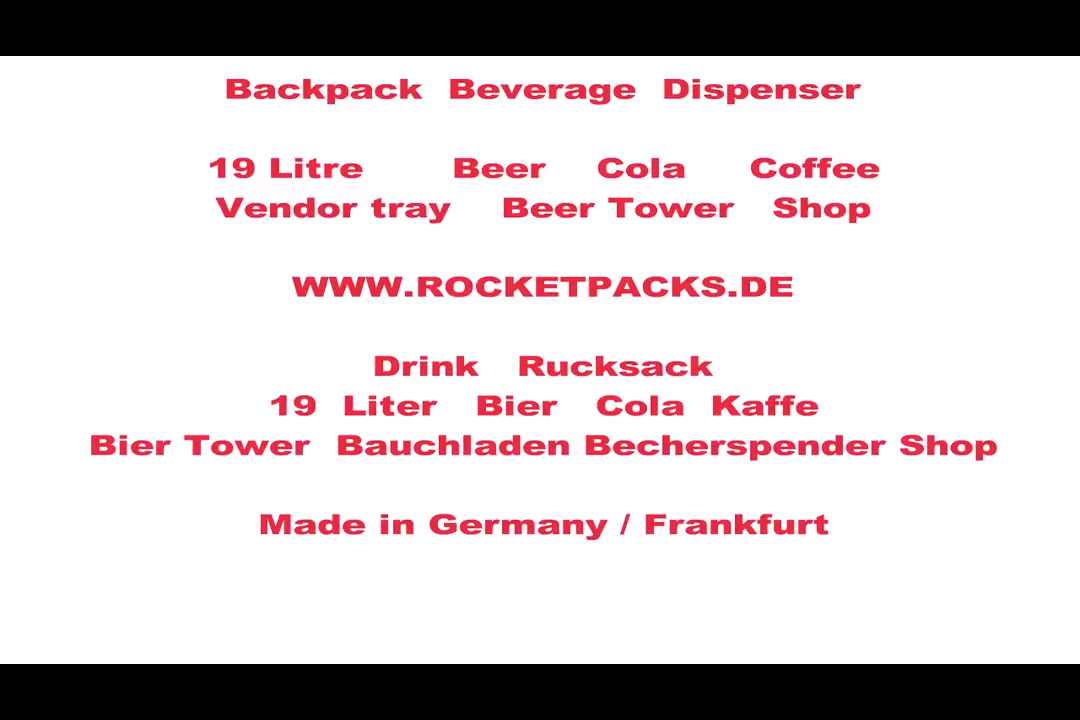 Backpack Beverage Dispenser
19 Litre Beer Cola Coffee
Vendor tray Beer Tower Shop
WWW.ROCKETPACKS.DE
Drink Rucksack
19 Liter Bier Cola Kaffe
Bier Tower Bauchladen Becherspender Shop
Made in Germany / Frankfurt